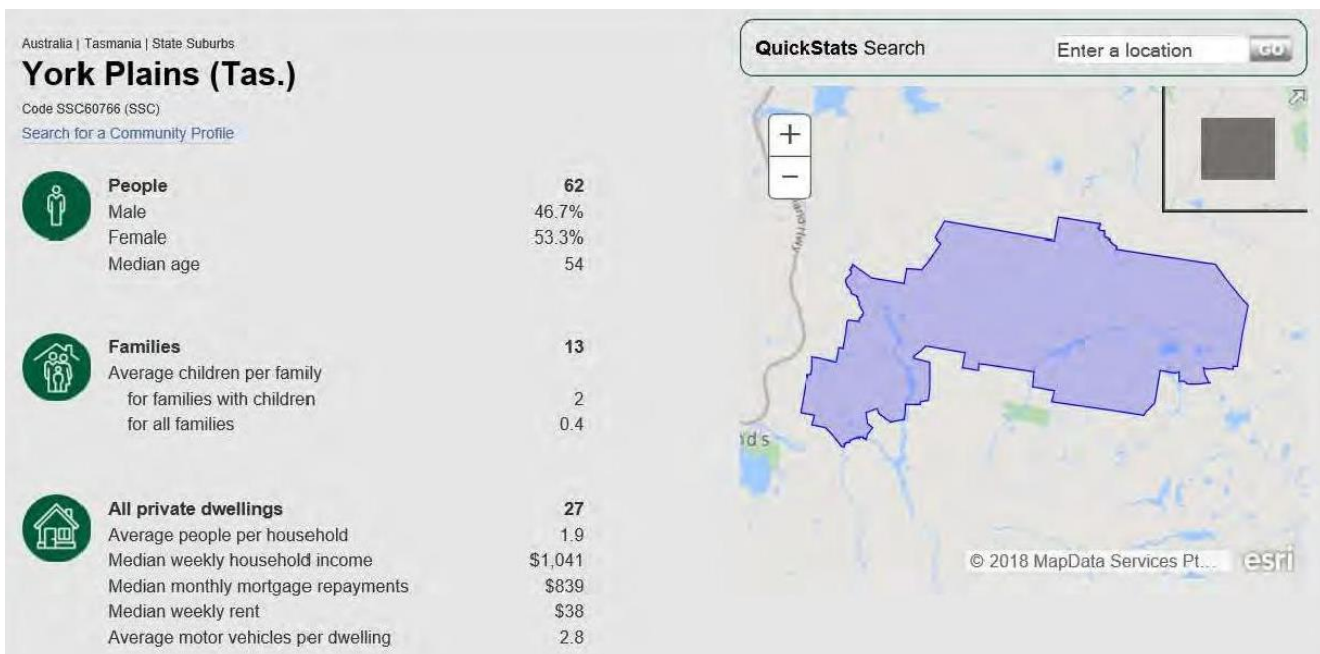 Australia | Tasmania | State Suburbs
York Plains (Tas.)
Code SSC60766 (SSC)
Search for a Community Profile
People 62
Male 46.7%
Female 53.3%
Median age 54
Families 13
Average children per family
for families with children 2
for all families 0.4
All private dwellings 27
Average people per household 1.9
Median weekly household income $1,041
Median monthly mortgage repayments $839
Median weekly rent $38
Average motor vehicles per dwelling 2.8
QuickStats Search
Enter a location
GO
+
−
land Hwy
nds
© 2018 MapData Services Pt...
esri